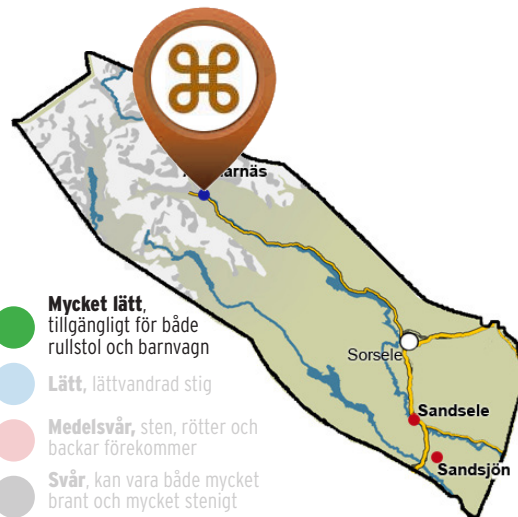 Sorsele
Sandsele
Sandsjön
Mycket lätt,
tillgängligt för både
rullstol och barnvagn
Lätt, lättvandrad stig
Medelsvår, sten, rötter och
backar förekommer
Svår, kan vara både mycket
brant och mycket stenigt